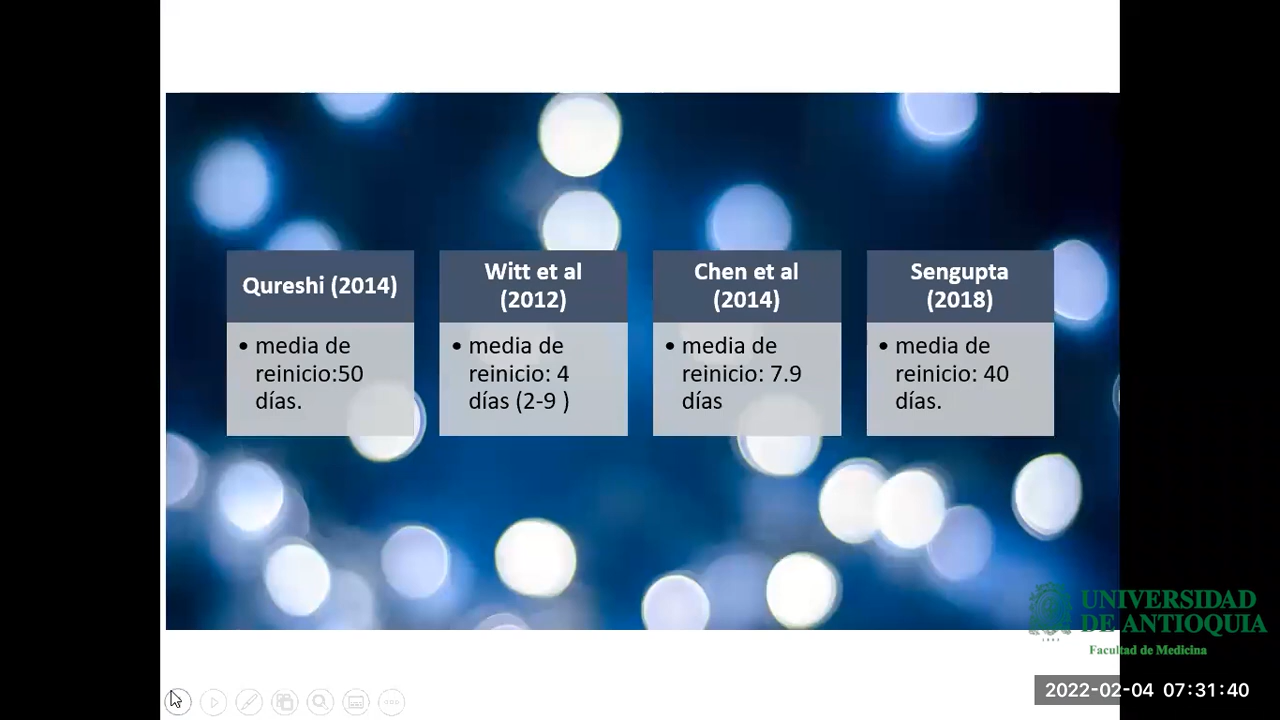 Qureshi (2014)
• media de
reinicio:50
días.
Witt et al
(2012)
• media de
reinicio: 4
días (2-9 )
Chen et al
(2014)
• media de
reinicio: 7.9
días
Sengupta
(2018)
• media de
reinicio: 40
días.
UNIVERSIDAD
DE ANTIOQUIA
Facultad de Medicina
2022-02-04 07:31:40